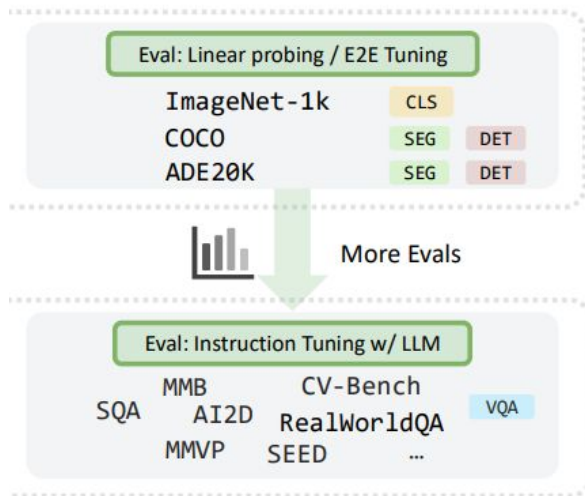 Eval: Linear probing / E2E Tuning
ImageNet-1k CLS
COCO SEG DET
ADE20K SEG DET
More Evals
Eval: Instruction Tuning w/ LLM
MMB CV-Bench
SQA AI2D RealWorldQA VQA
MMVP SEED …